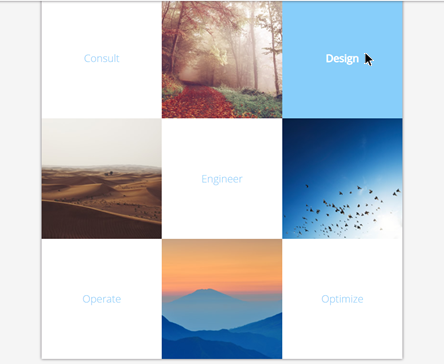 Consult
Design
Engineer
Operate
Optimize